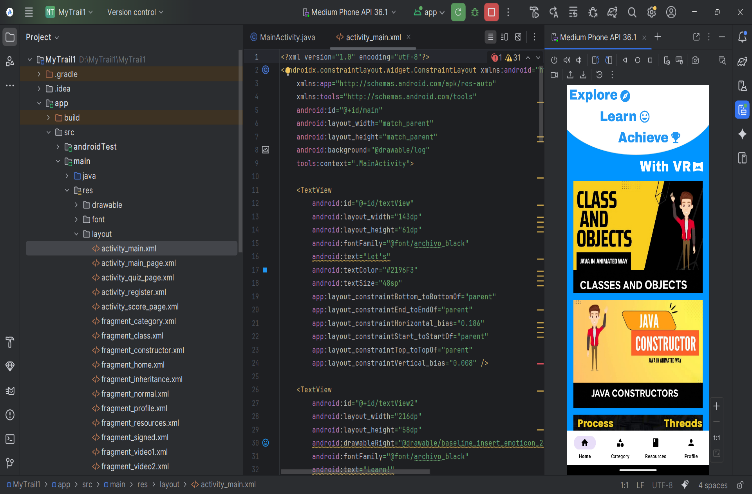 MT MyTrail1 Version control Medium Phone API 36.1 app
Project
MainActivity.java activity_main.xml
Medium Phone API 36.1
MyTrail1 D:\MyTrail1\MyTrail1
.gradle
.idea
app
build
src
androidTest
main
java
res
drawable
font
layout
activity_main.xml
activity_main_page.xml
activity_quiz_page.xml
activity_register.xml
activity_score_page.xml
fragment_category.xml
fragment_class.xml
fragment_constructor.xml
fragment_home.xml
fragment_inheritance.xml
fragment_normal.xml
fragment_profile.xml
fragment_resources.xml
fragment_signed.xml
fragment_video1.xml
fragment_video2.xml
1 31
1 <?xml version="1.0" encoding="utf-8"?>
2 <androidx.constraintlayout.widget.ConstraintLayout xmlns:android="h
3 xmlns:app="http://schemas.android.com/apk/res-auto"
4 xmlns:tools="http://schemas.android.com/tools"
5 android:id="@+id/main"
6 android:layout_width="match_parent"
7 android:layout_height="match_parent"
8 android:background="@drawable/log"
9 tools:context=".MainActivity">
10
11 <TextView
12 android:id="@+id/textView"
13 android:layout_width="143dp"
14 android:layout_height="61dp"
15 android:fontFamily="@font/archivo_black"
16 android:text="Let's"
17 android:textColor="#2196F3"
18 android:textSize="48sp"
19 app:layout_constraintBottom_toBottomOf="parent"
20 app:layout_constraintEnd_toEndOf="parent"
21 app:layout_constraintHorizontal_bias="0.186"
22 app:layout_constraintStart_toStartOf="parent"
23 app:layout_constraintTop_toTopOf="parent"
24 app:layout_constraintVertical_bias="0.068" />
25
26 <TextView
27 android:id="@+id/textView2"
28 android:layout_width="216dp"
29 android:layout_height="58dp"
30 android:drawableRight="@drawable/baseline_insert_emoticon_2
31 android:fontFamily="@font/archivo_black"
32 android:text="Learn!"
Explore
Learn
Achieve
With VR
CLASS
AND
OBJECTS
JAVA IN ANIMATED WAY
CLASSES AND OBJECTS
JAVA
CONSTRUCTOR
JAVA IN ANIMATED WAY
JAVA CONSTRUCTORS
Process Threads
Home Category Resources Profile
1:1
MyTrail1 > app > src > main > res > layout > activity_main.xml
1:1 LF UTF-8 4 spaces